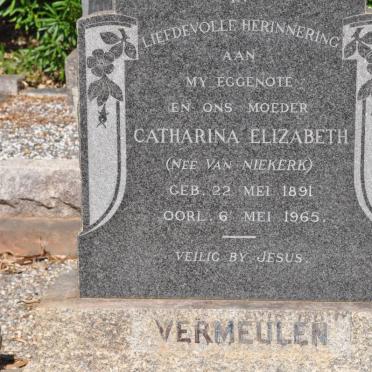 LIEFDEVOLLE HERINNERING
AAN
MY EGGENOTE
EN ONS MOEDER
CATHARINA ELIZABETH
(NEE VAN NIEKERK)
GEB. 22 MEI 1891
OORL. 6 MEI 1965.
VEILIG BY JESUS.
VERMEULEN